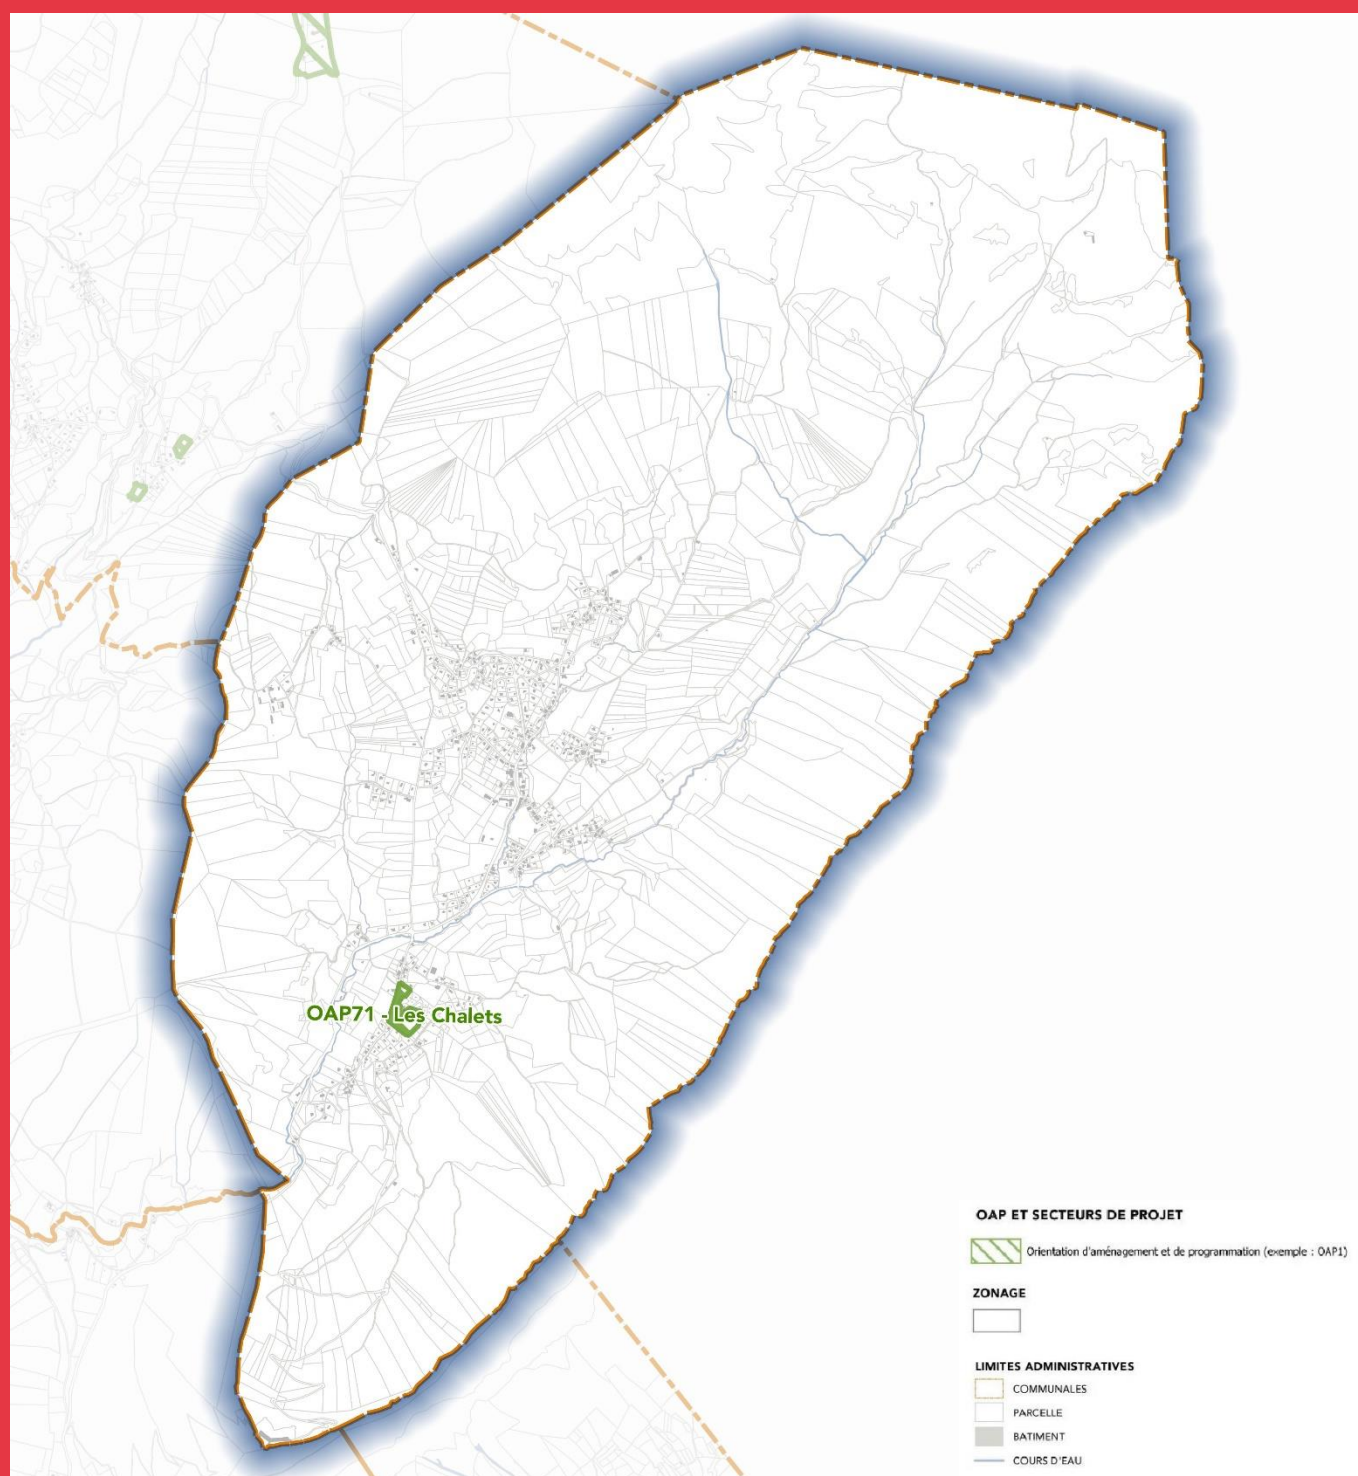 OAP71 - Les Chalets
OAP ET SECTEURS DE PROJET
Orientation d'aménagement et de programmation (exemple : OAP1)
ZONAGE
LIMITES ADMINISTRATIVES
COMMUNALES
PARCELLE
BATIMENT
COURS D'EAU